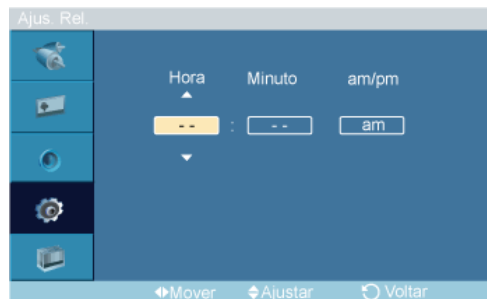 Ajus. Rel.
Hora Minuto am/pm
-- : -- am
Mover Ajustar Voltar